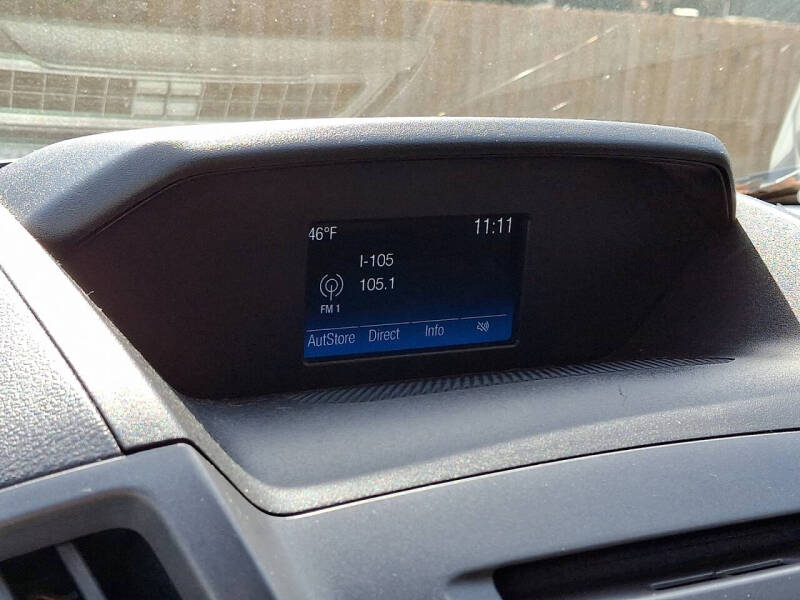 46°F 11:11
I-105
105.1
FM 1
AutStore Direct Info